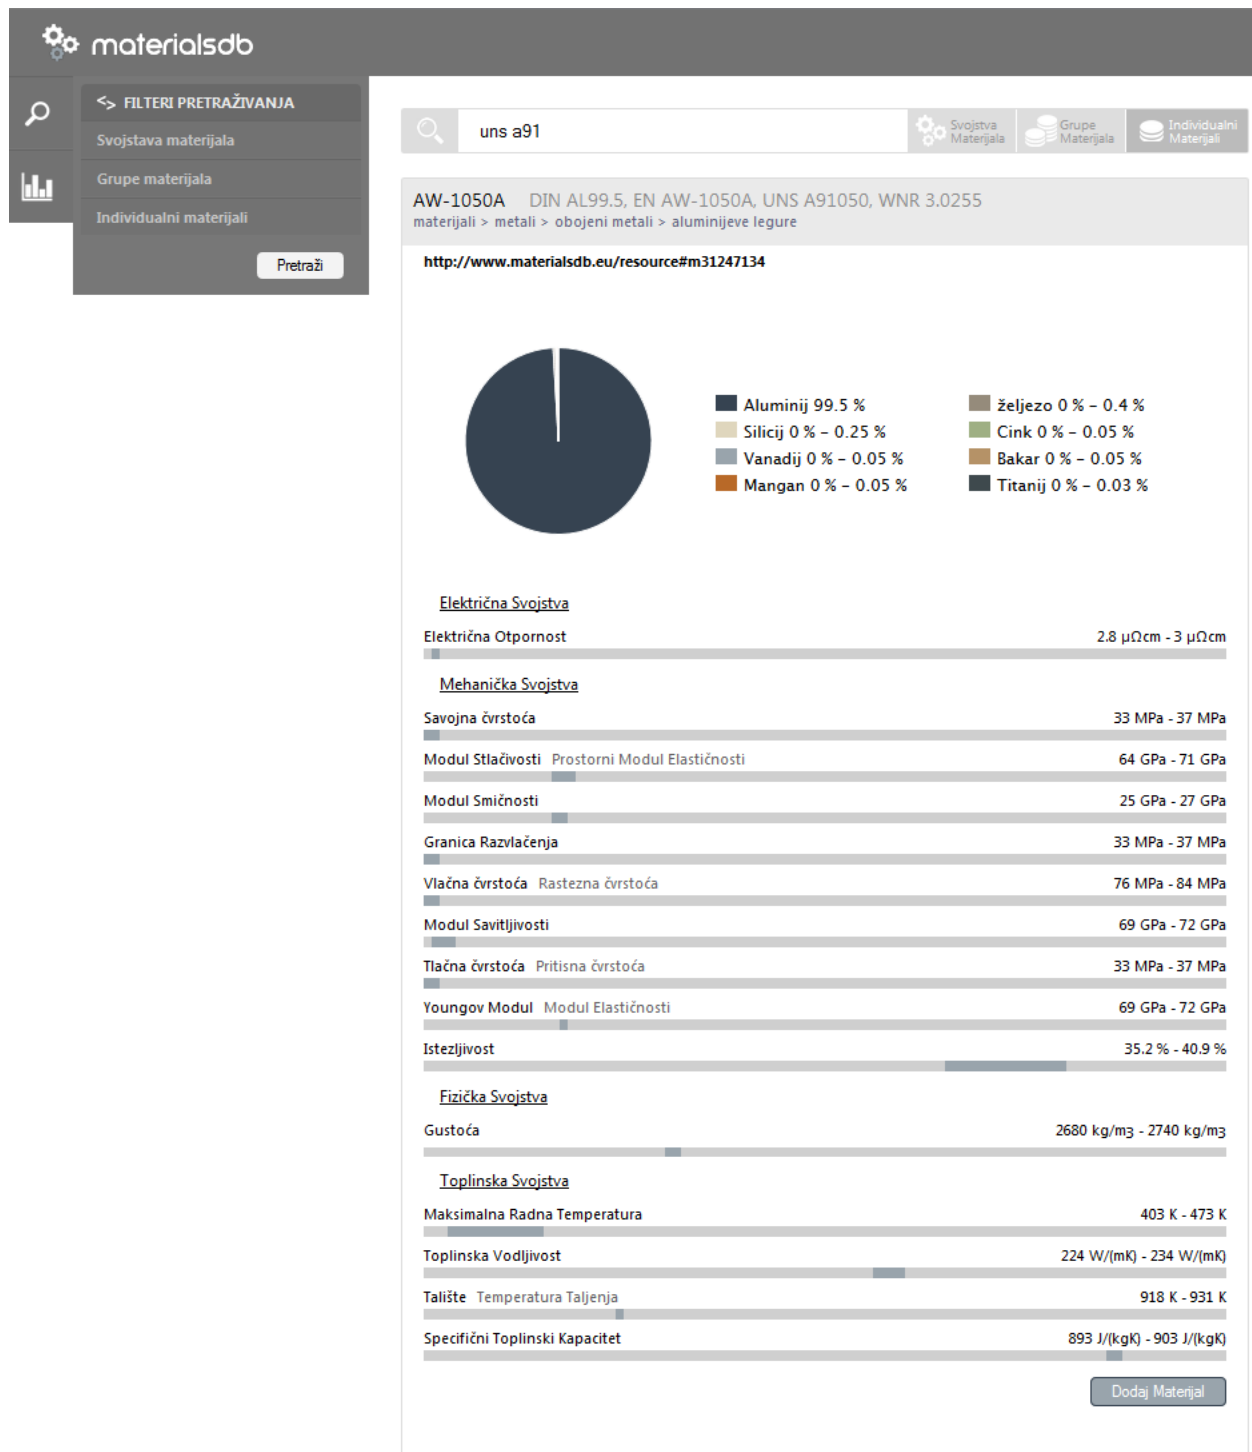 materialsdb
<> FILTERI PRETRAŽIVANJA
Svojstava materijala
Grupe materijala
Individualni materijali
Pretraži
uns a91
Svojstva Materijala
Grupe Materijala
Individualni Materijali
AW-1050A DIN AL99.5, EN AW-1050A, UNS A91050, WNR 3.0255
materijali > metali > obojeni metali > aluminijeve legure
http://www.materialsdb.eu/resource#m31247134
Aluminij 99.5 % željezo 0 % – 0.4 %
Silicij 0 % – 0.25 % Cink 0 % – 0.05 %
Vanadij 0 % – 0.05 % Bakar 0 % – 0.05 %
Mangan 0 % – 0.05 % Titanij 0 % – 0.03 %
Električna Svojstva
Električna Otpornost 2.8 μΩcm - 3 μΩcm
Mehanička Svojstva
Savojna čvrstoća 33 MPa - 37 MPa
Modul Stlačivosti Prostorni Modul Elastičnosti 64 GPa - 71 GPa
Modul Smičnosti 25 GPa - 27 GPa
Granica Razvlačenja 33 MPa - 37 MPa
Vlačna čvrstoća Rastezna čvrstoća 76 MPa - 84 MPa
Modul Savitljivosti 69 GPa - 72 GPa
Tlačna čvrstoća Pritisna čvrstoća 33 MPa - 37 MPa
Youngov Modul Modul Elastičnosti 69 GPa - 72 GPa
Istezljivost 35.2 % - 40.9 %
Fizička Svojstva
Gustoća 2680 kg/m3 - 2740 kg/m3
Toplinska Svojstva
Maksimalna Radna Temperatura 403 K - 473 K
Toplinska Vodljivost 224 W/(mK) - 234 W/(mK)
Talište Temperatura Taljenja 918 K - 931 K
Specifični Toplinski Kapacitet 893 J/(kgK) - 903 J/(kgK)
Dodaj Materijal